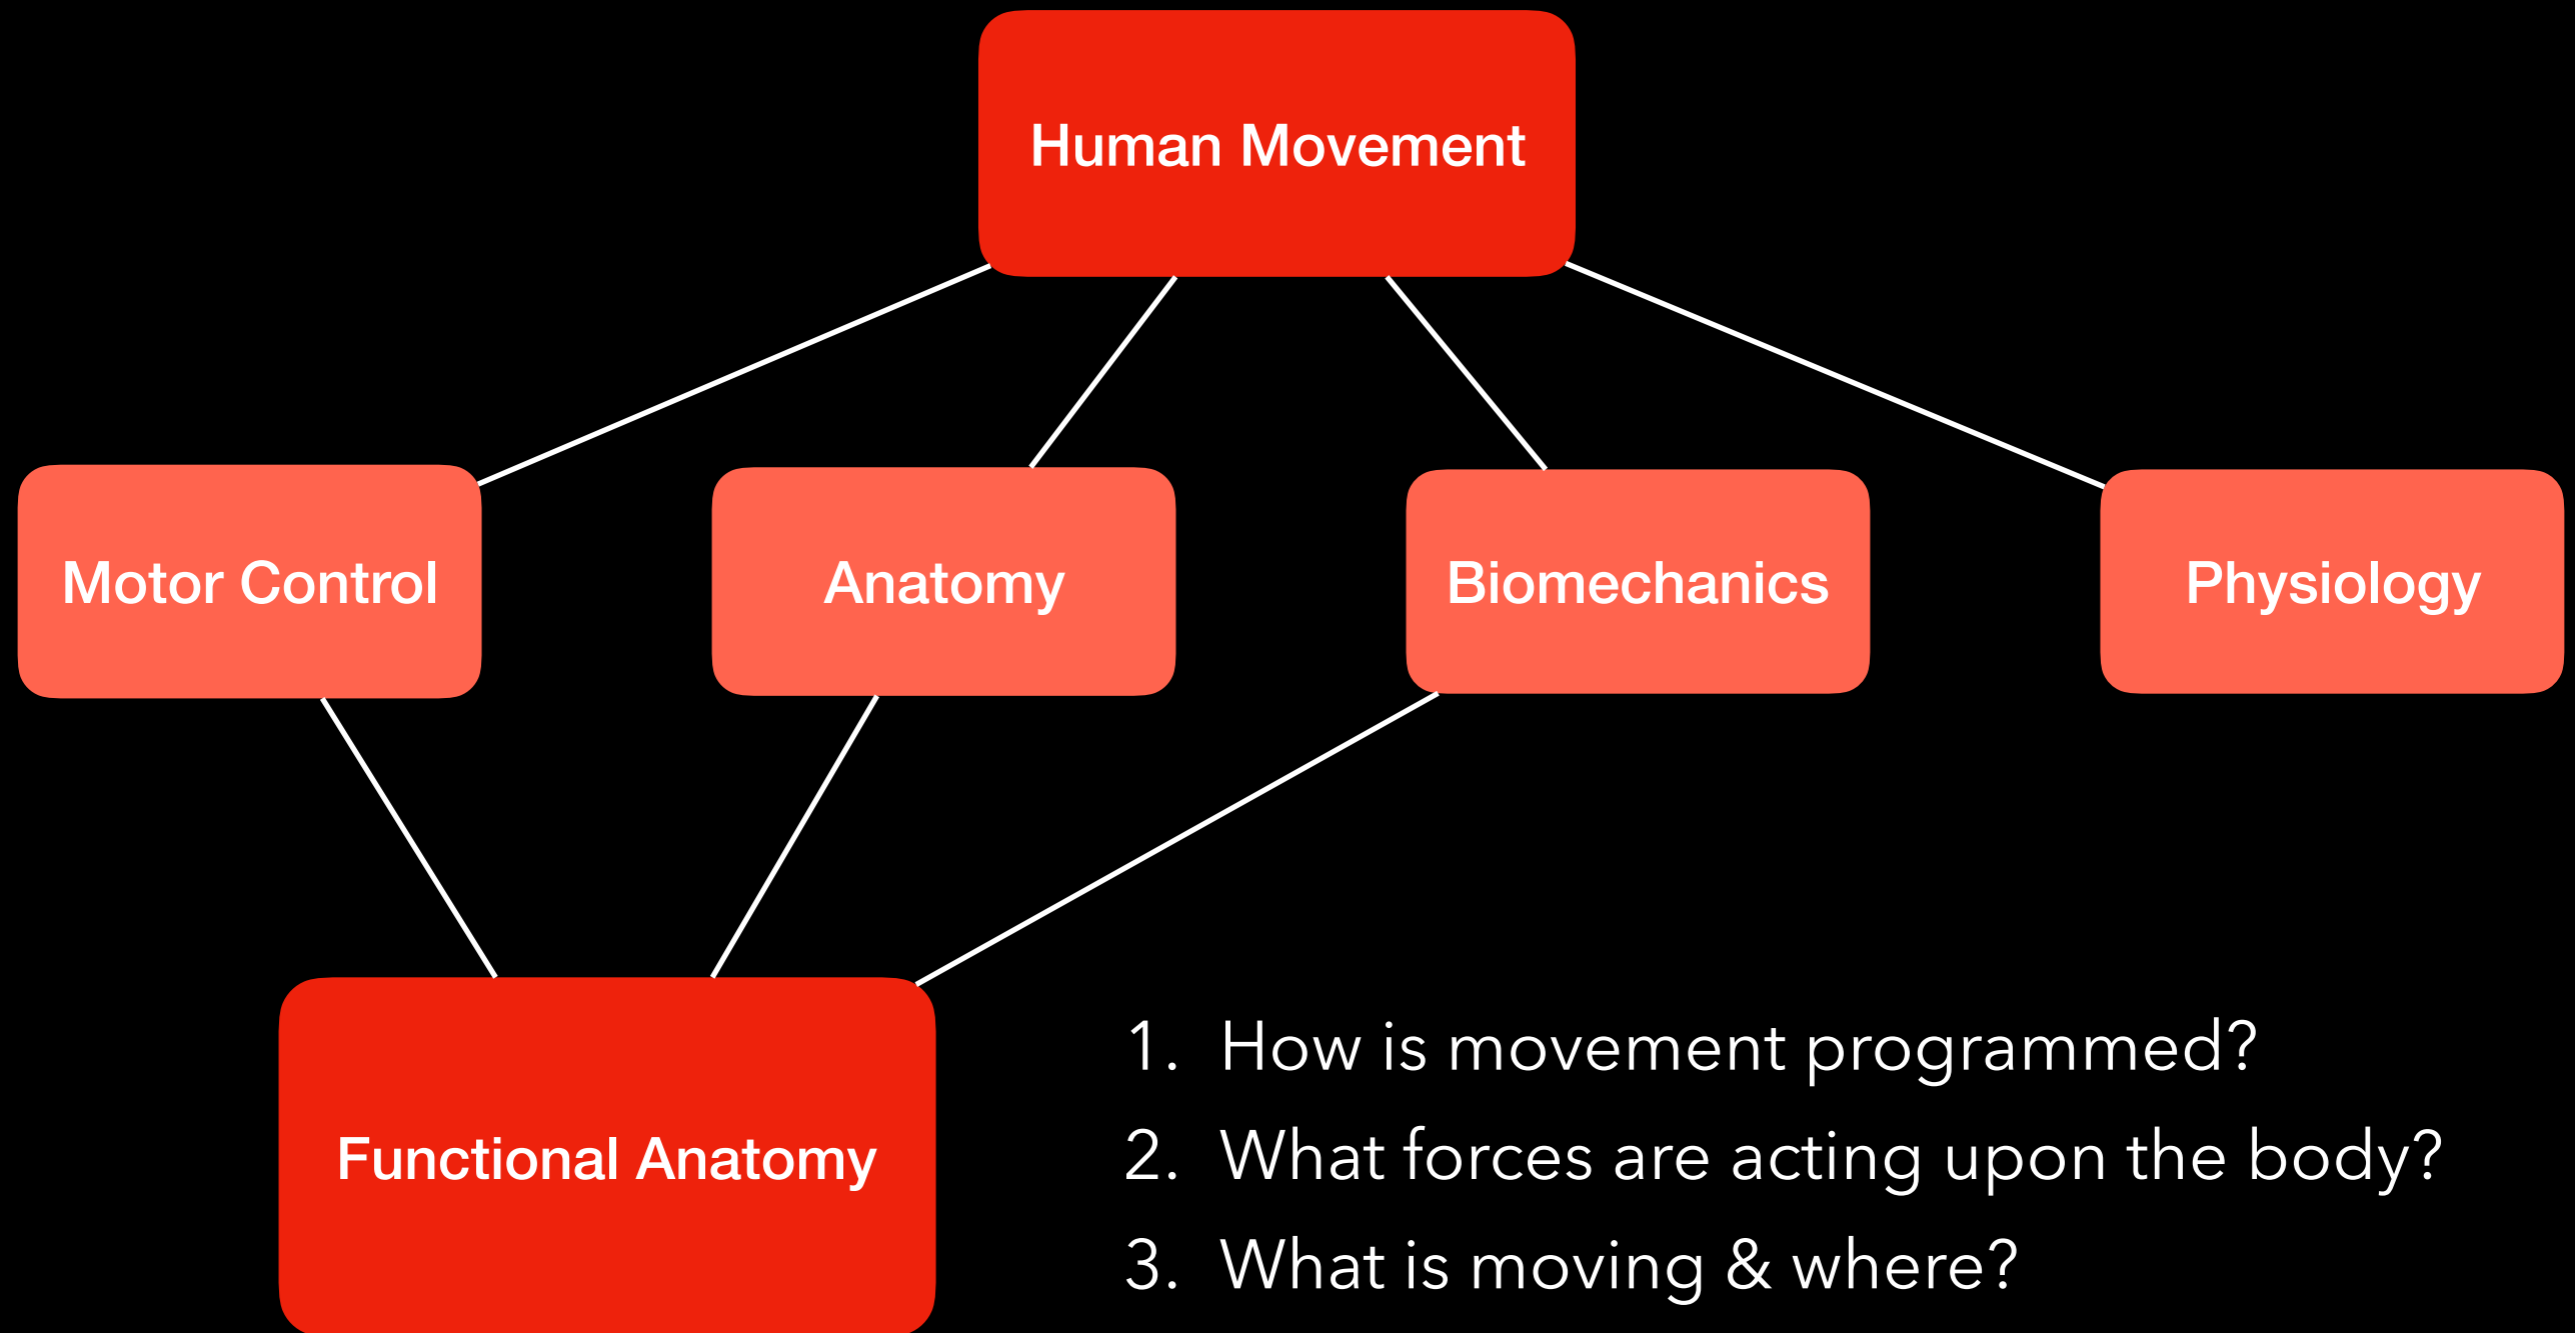 Human Movement
Motor Control
Anatomy
Biomechanics
Physiology
Functional Anatomy
1. How is movement programmed?
2. What forces are acting upon the body?
3. What is moving & where?